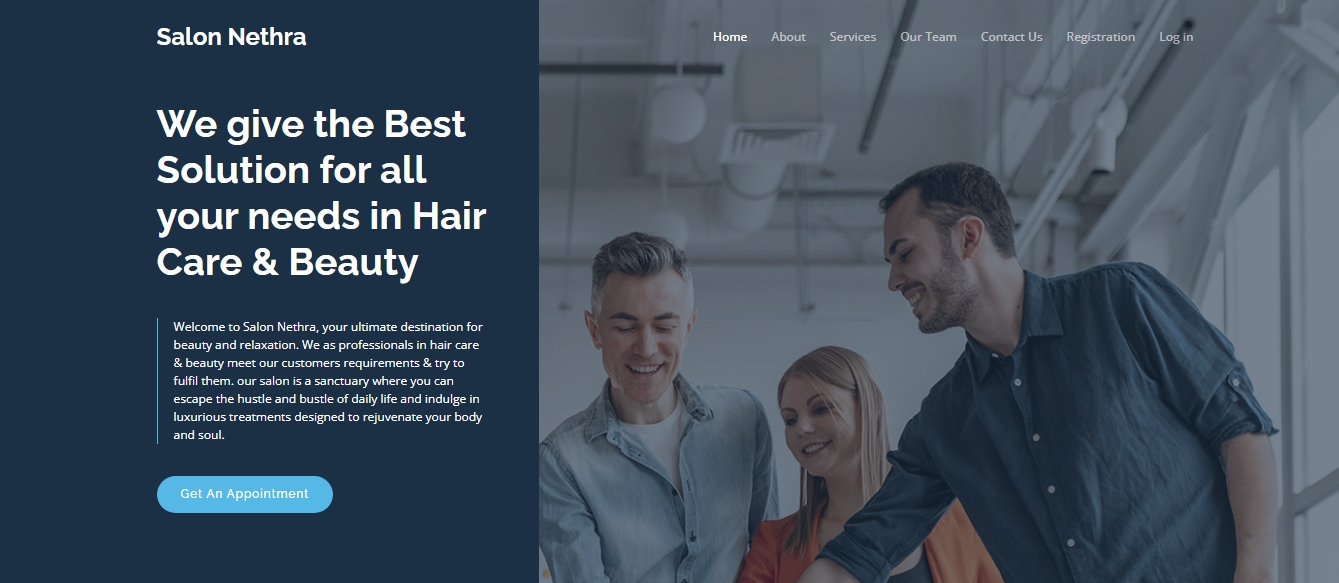 Salon Nethra
Home About Services Our Team Contact Us Registration Log in
We give the Best
Solution for all
your needs in Hair
Care & Beauty
Welcome to Salon Nethra, your ultimate destination for
beauty and relaxation. We as professionals in hair care
& beauty meet our customers requirements & try to
fulfil them. our salon is a sanctuary where you can
escape the hustle and bustle of daily life and indulge in
luxurious treatments designed to rejuvenate your body
and soul.
Get An Appointment